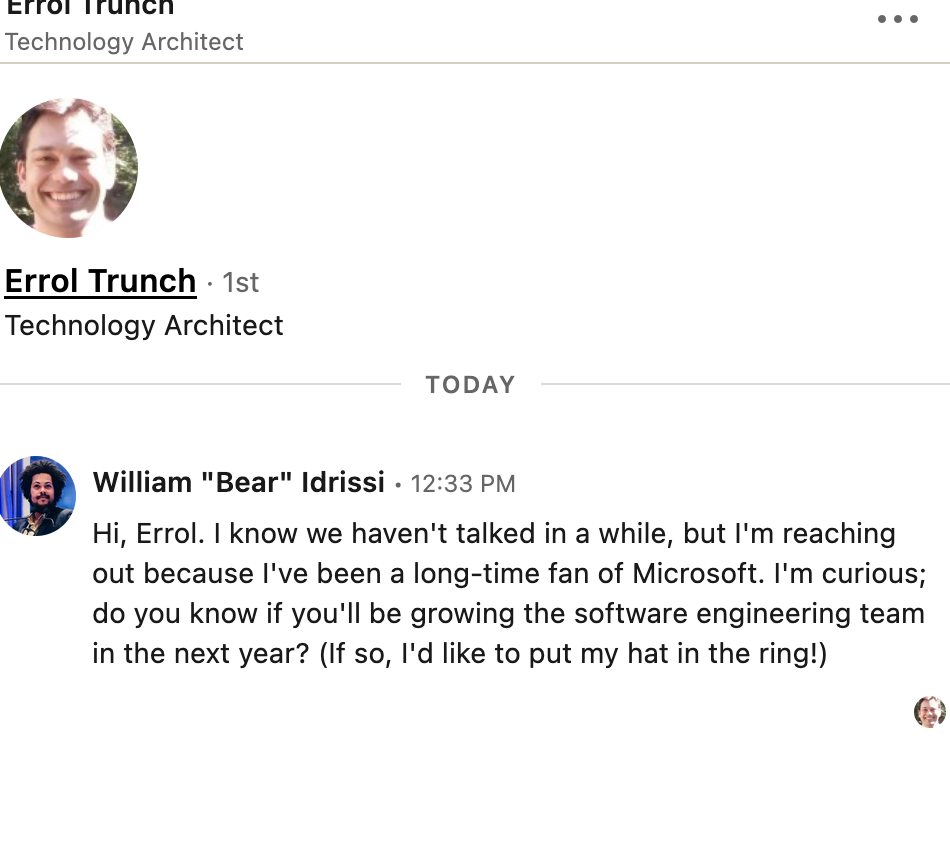 Errol Trunch
Technology Architect
Errol Trunch · 1st
Technology Architect
TODAY
William "Bear" Idrissi · 12:33 PM
Hi, Errol. I know we haven't talked in a while, but I'm reaching
out because I've been a long-time fan of Microsoft. I'm curious;
do you know if you'll be growing the software engineering team
in the next year? (If so, I'd like to put my hat in the ring!)